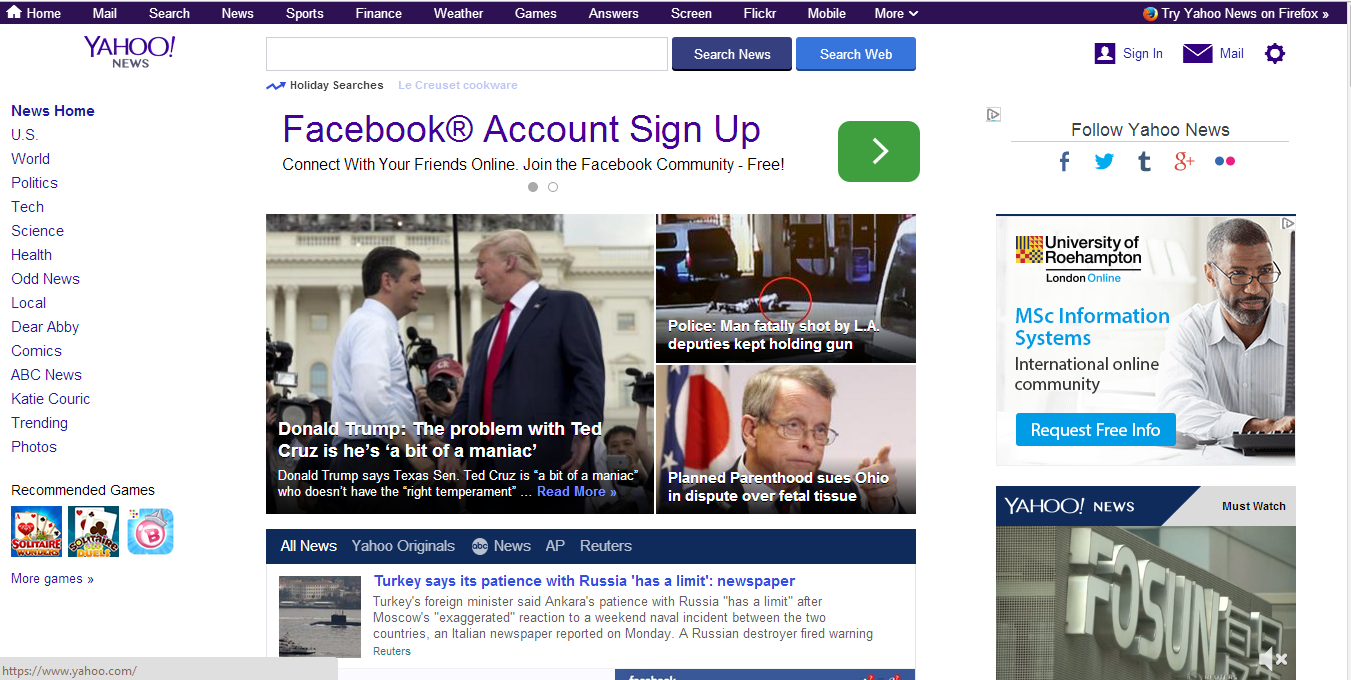 Home Mail Search News Sports Finance Weather Games Answers Screen Flickr Mobile More Try Yahoo News on Firefox »
YAHOO!
NEWS
Search News Search Web
Sign In Mail
Holiday Searches Le Creuset cookware
News Home
U.S.
World
Politics
Tech
Science
Health
Odd News
Local
Dear Abby
Comics
ABC News
Katie Couric
Trending
Photos
Recommended Games
SOLITAIRE
WONDERS
SOLITAIRE
DUELS
B
More games »
Facebook® Account Sign Up
Connect With Your Friends Online. Join the Facebook Community - Free!
Donald Trump: The problem with Ted
Cruz is he's ‘a bit of a maniac’
Donald Trump says Texas Sen. Ted Cruz is “a bit of a maniac”
who doesn’t have the “right temperament” ... Read More »
Police: Man fatally shot by L.A.
deputies kept holding gun
Planned Parenthood sues Ohio
in dispute over fetal tissue
All News Yahoo Originals abc News AP Reuters
Turkey says its patience with Russia 'has a limit': newspaper
Turkey's foreign minister said Ankara's patience with Russia "has a limit" after
Moscow's "exaggerated" reaction to a weekend naval incident between the two
countries, an Italian newspaper reported on Monday. A Russian destroyer fired warning
Reuters
facebook
Follow Yahoo News
f t g+
University of
Roehampton
London Online
MSc Information
Systems
International online
community
Request Free Info
YAHOO! NEWS Must Watch
FOSUN
https://www.yahoo.com/